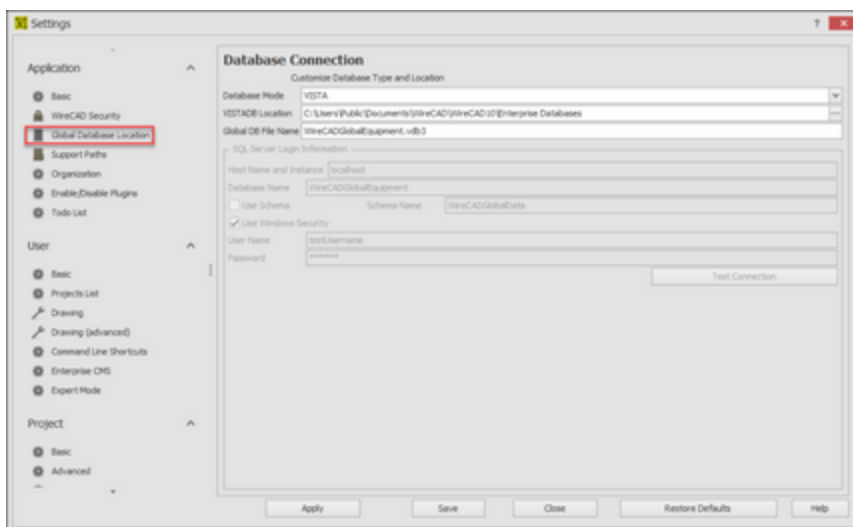 Settings
Application
Basic
WireCAD Security
Global Database Location
Support Paths
Organization
Enable/Disable Plugins
Todo List
User
Basic
Projects List
Drawing
Drawing (advanced)
Command Line Shortcuts
Enterprise CMS
Expert Mode
Project
Basic
Advanced
Database Connection
Customize Database Type and Location
Database Mode VISTA
VISTADB Location C:\Users\Public\Documents\WireCAD\WireCAD10\Enterprise Databases ...
Global DB File Name WireCADGlobalEquipment.vdb3
SQL Server Login Information
Host Name and Instance localhost
Database Name WireCADGlobalEquipment
Use Schema Schema Name WireCADGlobalData
Use Windows Security
User Name testUsername
Password ******
Test Connection
Apply Save Close Restore Defaults Help